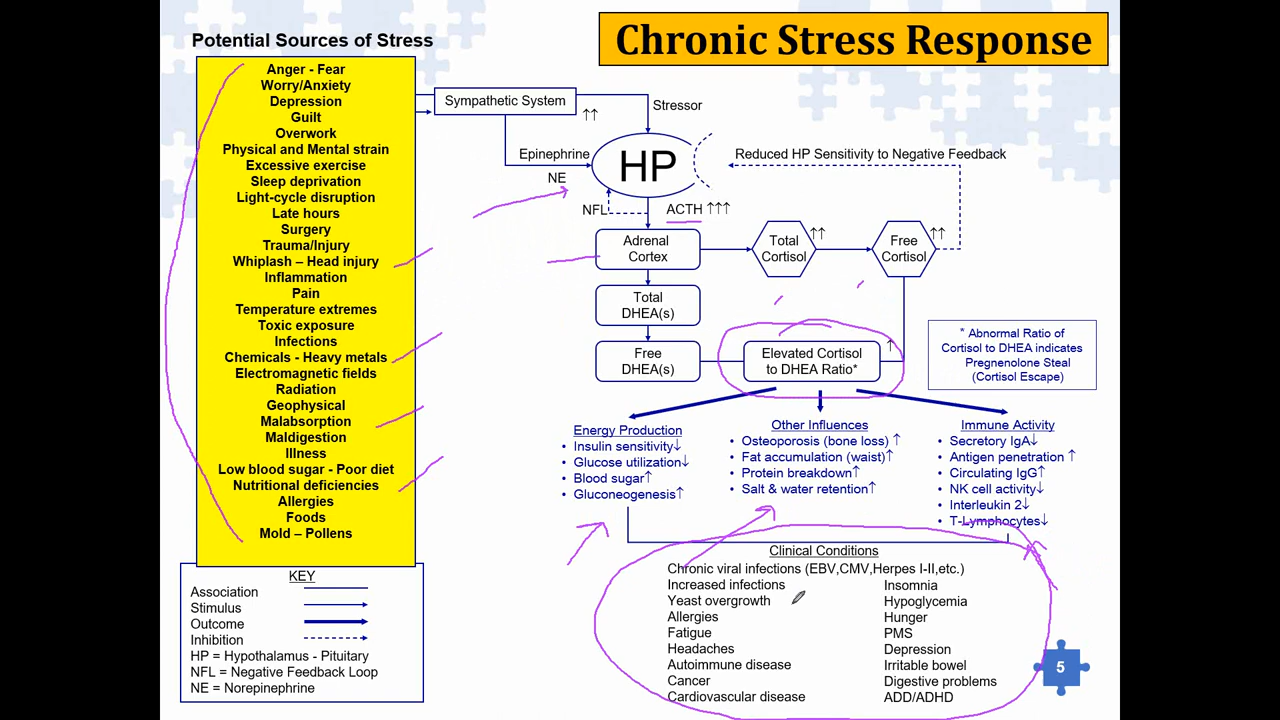 Potential Sources of Stress
Chronic Stress Response
Anger - Fear
Worry/Anxiety
Depression
Guilt
Overwork
Physical and Mental strain
Excessive exercise
Sleep deprivation
Light-cycle disruption
Late hours
Surgery
Trauma/Injury
Whiplash – Head injury
Inflammation
Pain
Temperature extremes
Toxic exposure
Infections
Chemicals - Heavy metals
Electromagnetic fields
Radiation
Geophysical
Malabsorption
Maldigestion
Illness
Low blood sugar - Poor diet
Nutritional deficiencies
Allergies
Foods
Mold – Pollens
KEY
Association
Stimulus
Outcome
Inhibition
HP = Hypothalamus - Pituitary
NFL = Negative Feedback Loop
NE = Norepinephrine
Sympathetic System
↑↑
Stressor
Epinephrine
NE
HP
Reduced HP Sensitivity to Negative Feedback
NFL
ACTH ↑↑↑
Adrenal
Cortex
Total
Cortisol
↑↑
Free
Cortisol
↑↑
Total
DHEA(s)
Free
DHEA(s)
Elevated Cortisol
to DHEA Ratio*
↑
* Abnormal Ratio of
Cortisol to DHEA indicates
Pregnenolone Steal
(Cortisol Escape)
Energy Production
• Insulin sensitivity↓
• Glucose utilization↓
• Blood sugar↑
• Gluconeogenesis↑
Other Influences
• Osteoporosis (bone loss) ↑
• Fat accumulation (waist)↑
• Protein breakdown↑
• Salt & water retention↑
Immune Activity
• Secretory IgA↓
• Antigen penetration ↑
• Circulating IgG↑
• NK cell activity↓
• Interleukin 2↓
• T-Lymphocytes↓
Clinical Conditions
Chronic viral infections (EBV,CMV,Herpes I-II,etc.)
Increased infections
Yeast overgrowth
Allergies
Fatigue
Headaches
Autoimmune disease
Cancer
Cardiovascular disease
Insomnia
Hypoglycemia
Hunger
PMS
Depression
Irritable bowel
Digestive problems
ADD/ADHD
5